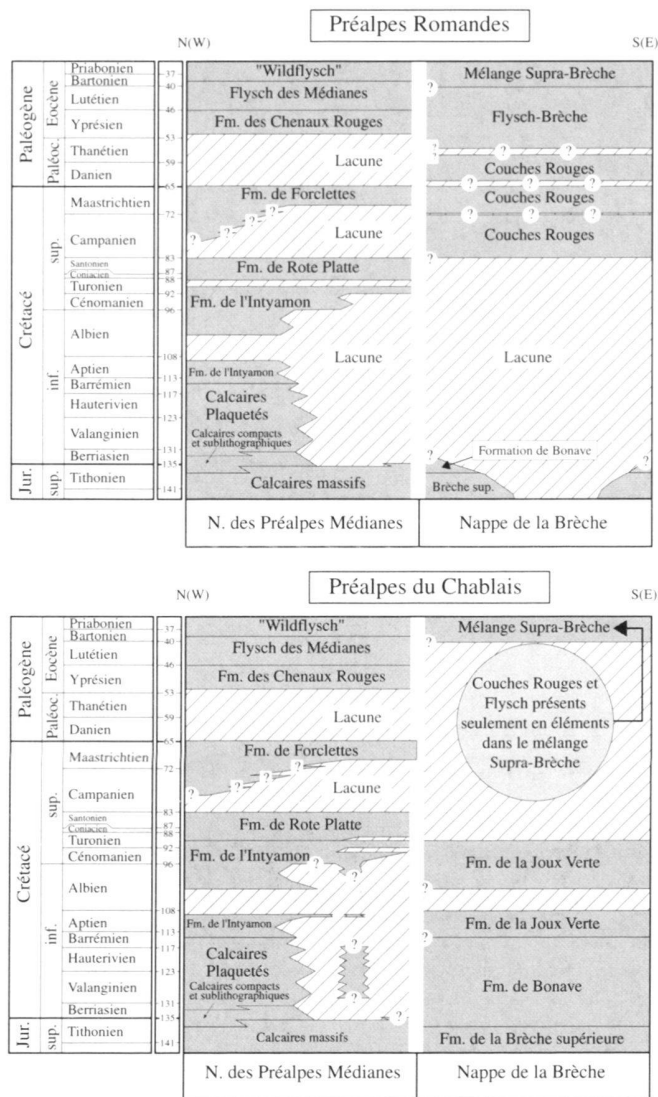 Préalpes Romandes
N(W)
S(E)
Paléogène
Eocène
Paléoc.
Crétacé
sup.
inf.
Jur.
sup.
Priabonien
Bartonien
Lutétien
Yprésien
Thanétien
Danien
Maastrichtien
Campanien
Santonien
Coniacien
Turonien
Cénomanien
Albien
Aptien
Barrémien
Hauterivien
Valanginien
Berriasien
Tithonien
37
40
46
53
59
65
72
83
87
88
92
96
108
113
117
123
131
135
141
"Wildflysch"
Flysch des Médianes
Fm. des Chenaux Rouges
Lacune
Fm. de Forclettes
? ? ? ?
Lacune
Fm. de Rote Platte
Fm. de l'Intyamon
Lacune
Fm. de l'Intyamon
Calcaires
Plaquetés
Calcaires compacts
et sublithographiques
Calcaires massifs
Mélange Supra-Brèche
?
Flysch-Brèche
? ? ? ?
Couches Rouges
? ? ? ?
Couches Rouges
? ? ?
Couches Rouges
?
Lacune
? ?
Formation de Bonave
Brèche sup.
N. des Préalpes Médianes
Nappe de la Brèche
Préalpes du Chablais
N(W)
S(E)
Paléogène
Eocène
Paléoc.
Crétacé
sup.
inf.
Jur.
sup.
Priabonien
Bartonien
Lutétien
Yprésien
Thanétien
Danien
Maastrichtien
Campanien
Santonien
Coniacien
Turonien
Cénomanien
Albien
Aptien
Barrémien
Hauterivien
Valanginien
Berriasien
Tithonien
37
40
46
53
59
65
72
83
87
88
92
96
108
113
117
123
131
135
141
"Wildflysch"
Flysch des Médianes
Fm. des Chenaux Rouges
Lacune
Fm. de Forclettes
? ? ? ?
Lacune
Fm. de Rote Platte
?
?
Fm. de l'Intyamon
? ?
Fm. de l'Intyamon
?
Calcaires
Plaquetés
Calcaires compacts
et sublithographiques
?
?
Calcaires massifs
Mélange Supra-Brèche
?
Couches Rouges et
Flysch présents
seulement en éléments
dans le mélange
Supra-Brèche
Fm. de la Joux Verte
?
Fm. de la Joux Verte
?
Fm. de Bonave
Fm. de la Brèche supérieure
N. des Préalpes Médianes
Nappe de la Brèche